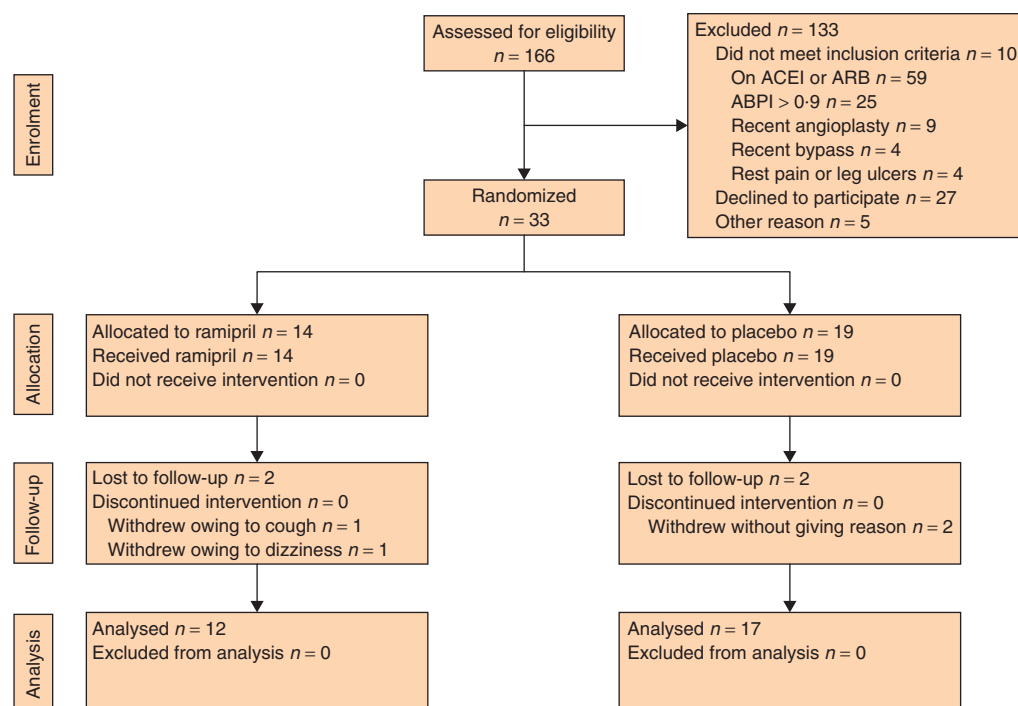 Enrolment
Assessed for eligibility
n = 166
Excluded n = 133
Did not meet inclusion criteria n = 10
On ACEI or ARB n = 59
ABPI > 0·9 n = 25
Recent angioplasty n = 9
Recent bypass n = 4
Rest pain or leg ulcers n = 4
Declined to participate n = 27
Other reason n = 5
Randomized
n = 33
Allocation
Allocated to ramipril n = 14
Received ramipril n = 14
Did not receive intervention n = 0
Allocated to placebo n = 19
Received placebo n = 19
Did not receive intervention n = 0
Follow-up
Lost to follow-up n = 2
Discontinued intervention n = 0
Withdrew owing to cough n = 1
Withdrew owing to dizziness n = 1
Lost to follow-up n = 2
Discontinued intervention n = 0
Withdrew without giving reason n = 2
Analysis
Analysed n = 12
Excluded from analysis n = 0
Analysed n = 17
Excluded from analysis n = 0